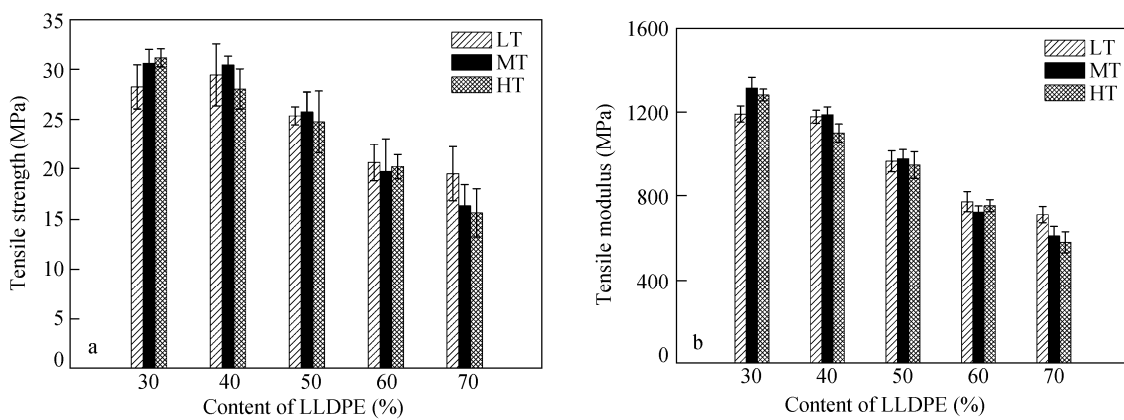 35
30
25
20
15
10
5
0
Tensile strength (MPa)
LT
MT
HT
a
30 40 50 60 70
Content of LLDPE (%)
1600
1200
800
400
0
Tensile modulus (MPa)
LT
MT
HT
b
30 40 50 60 70
Content of LLDPE (%)